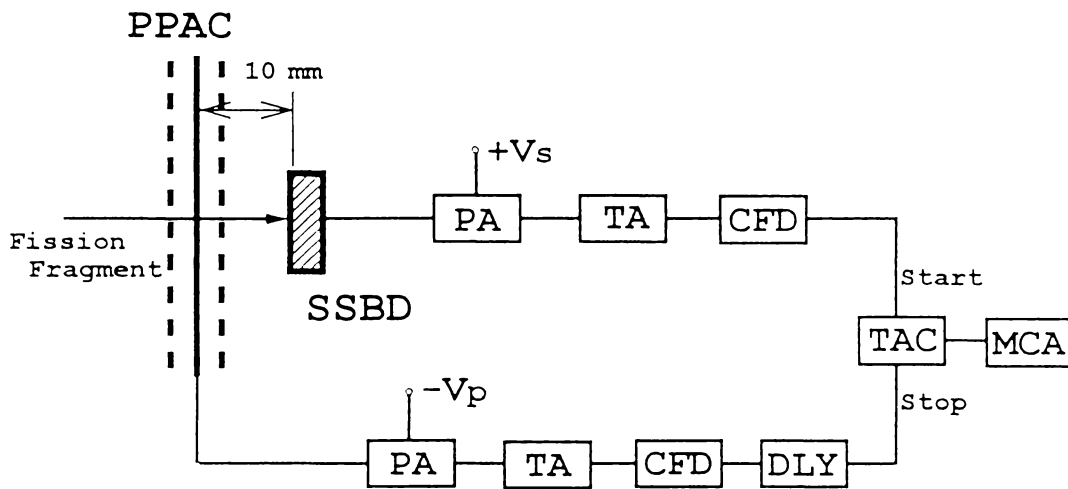 PPAC
10 mm
+Vs
PA
TA
CFD
Fission
Fragment
SSBD
Start
TAC
MCA
Stop
-Vp
PA
TA
CFD
DLY